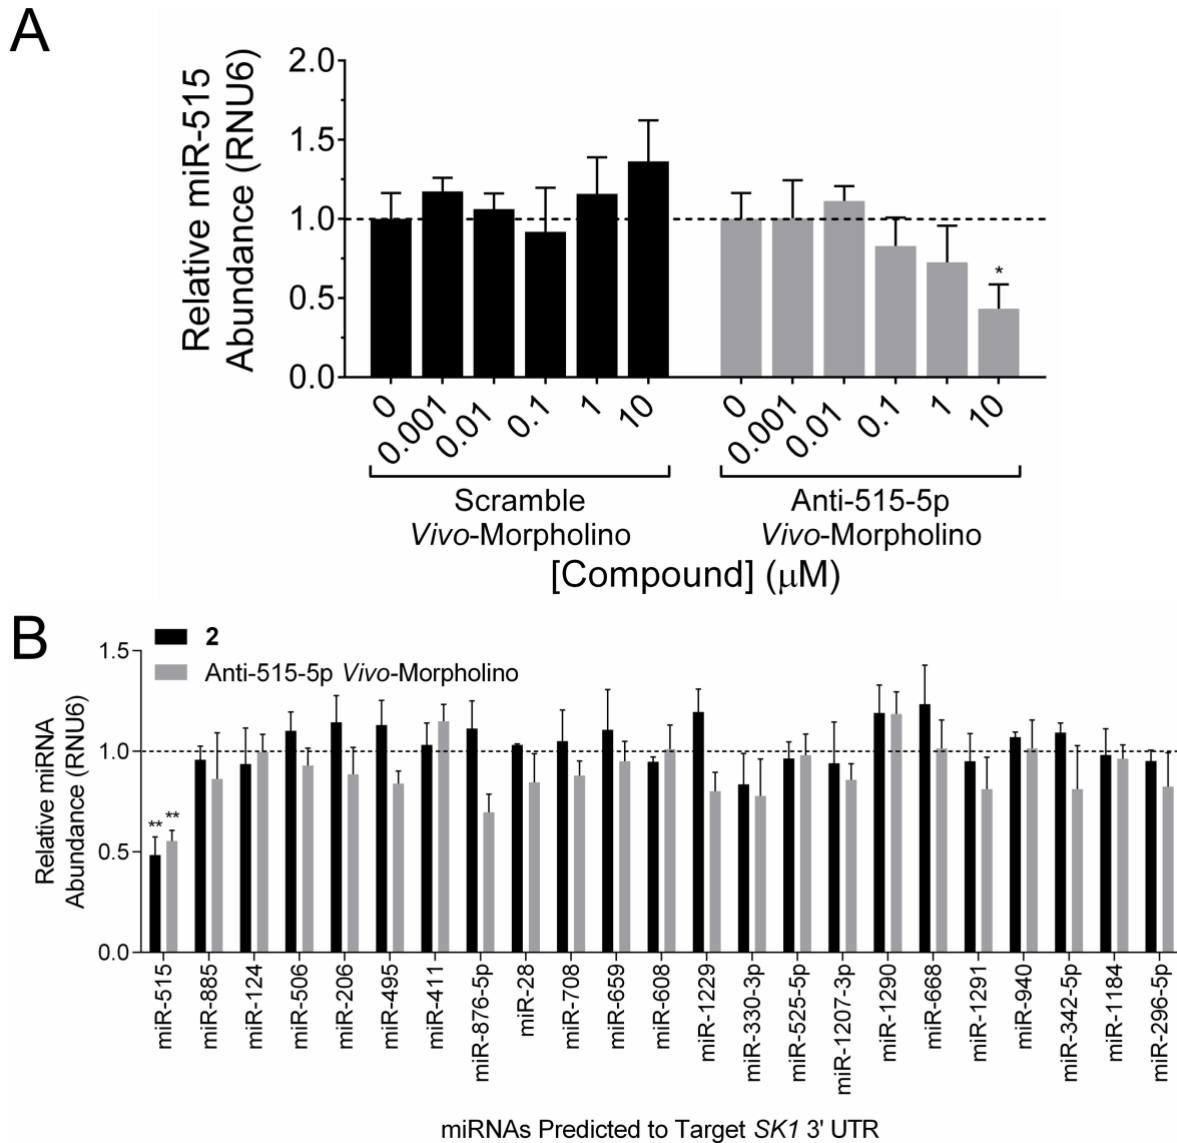 A
Relative miR-515
Abundance (RNU6)
2.0
1.5
1.0
0.5
0.0
*
0 0.001 0.01 0.1 1 10 0 0.001 0.01 0.1 1 10
Scramble
Vivo-Morpholino
Anti-515-5p
Vivo-Morpholino
[Compound] (μM)
B
2
Anti-515-5p Vivo-Morpholino
Relative miRNA
Abundance (RNU6)
1.5
1.0
0.5
0.0
** **
miR-515
miR-885
miR-124
miR-506
miR-206
miR-495
miR-411
miR-876-5p
miR-28
miR-708
miR-659
miR-608
miR-1229
miR-330-3p
miR-525-5p
miR-1207-3p
miR-1290
miR-668
miR-1291
miR-940
miR-342-5p
miR-1184
miR-296-5p
miRNAs Predicted to Target SK1 3' UTR